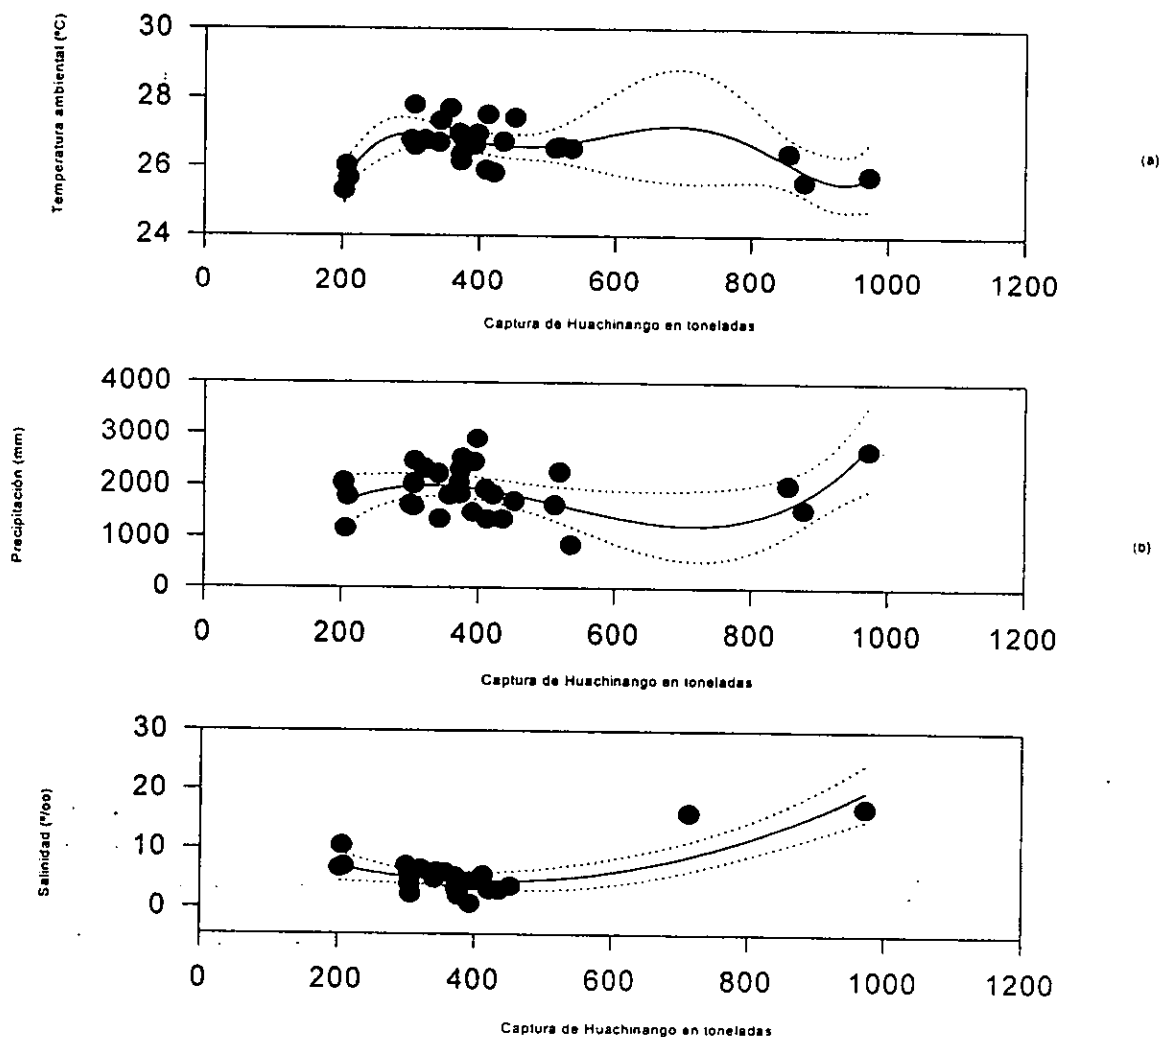 30
28
26
24
Temperatura ambiental (ºC)
0 200 400 600 800 1000 1200
Captura de Huachinango en toneladas
(a)
4000
3000
2000
1000
0
Precipitación (mm)
0 200 400 600 800 1000 1200
Captura de Huachinango en toneladas
(b)
30
20
10
0
Salinidad (º/oo)
0 200 400 600 800 1000 1200
Captura de Huachinango en toneladas